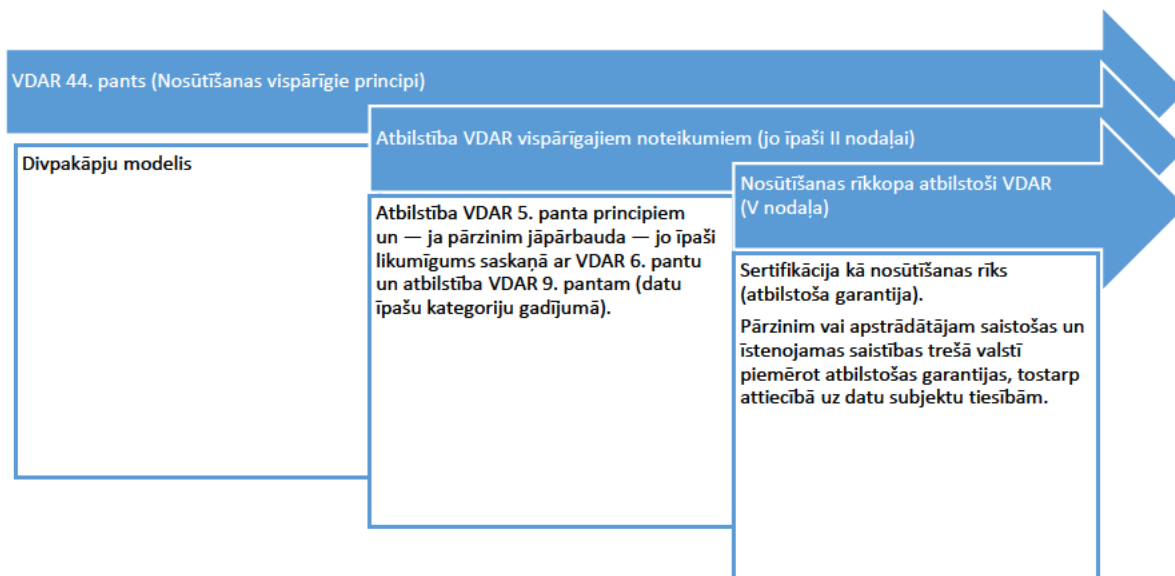 VDAR 44. pants (Nosūtīšanas vispārīgie principi)
Divpakāpju modelis
Atbilstība VDAR vispārīgajiem noteikumiem (jo īpaši II nodaļai)
Atbilstība VDAR 5. panta principiem
un — ja pārzinim jāpārbauda — jo īpaši
likumīgums saskaņā ar VDAR 6. pantu
un atbilstība VDAR 9. pantam (datu
īpašu kategoriju gadījumā).
Nosūtīšanas rīkkopa atbilstoši VDAR
(V nodaļa)
Sertifikācija kā nosūtīšanas rīks
(atbilstoša garantija).
Pārzinim vai apstrādātājam saistošas un
īstenojamas saistības trešā valstī
piemērot atbilstošas garantijas, tostarp
attiecībā uz datu subjektu tiesībām.